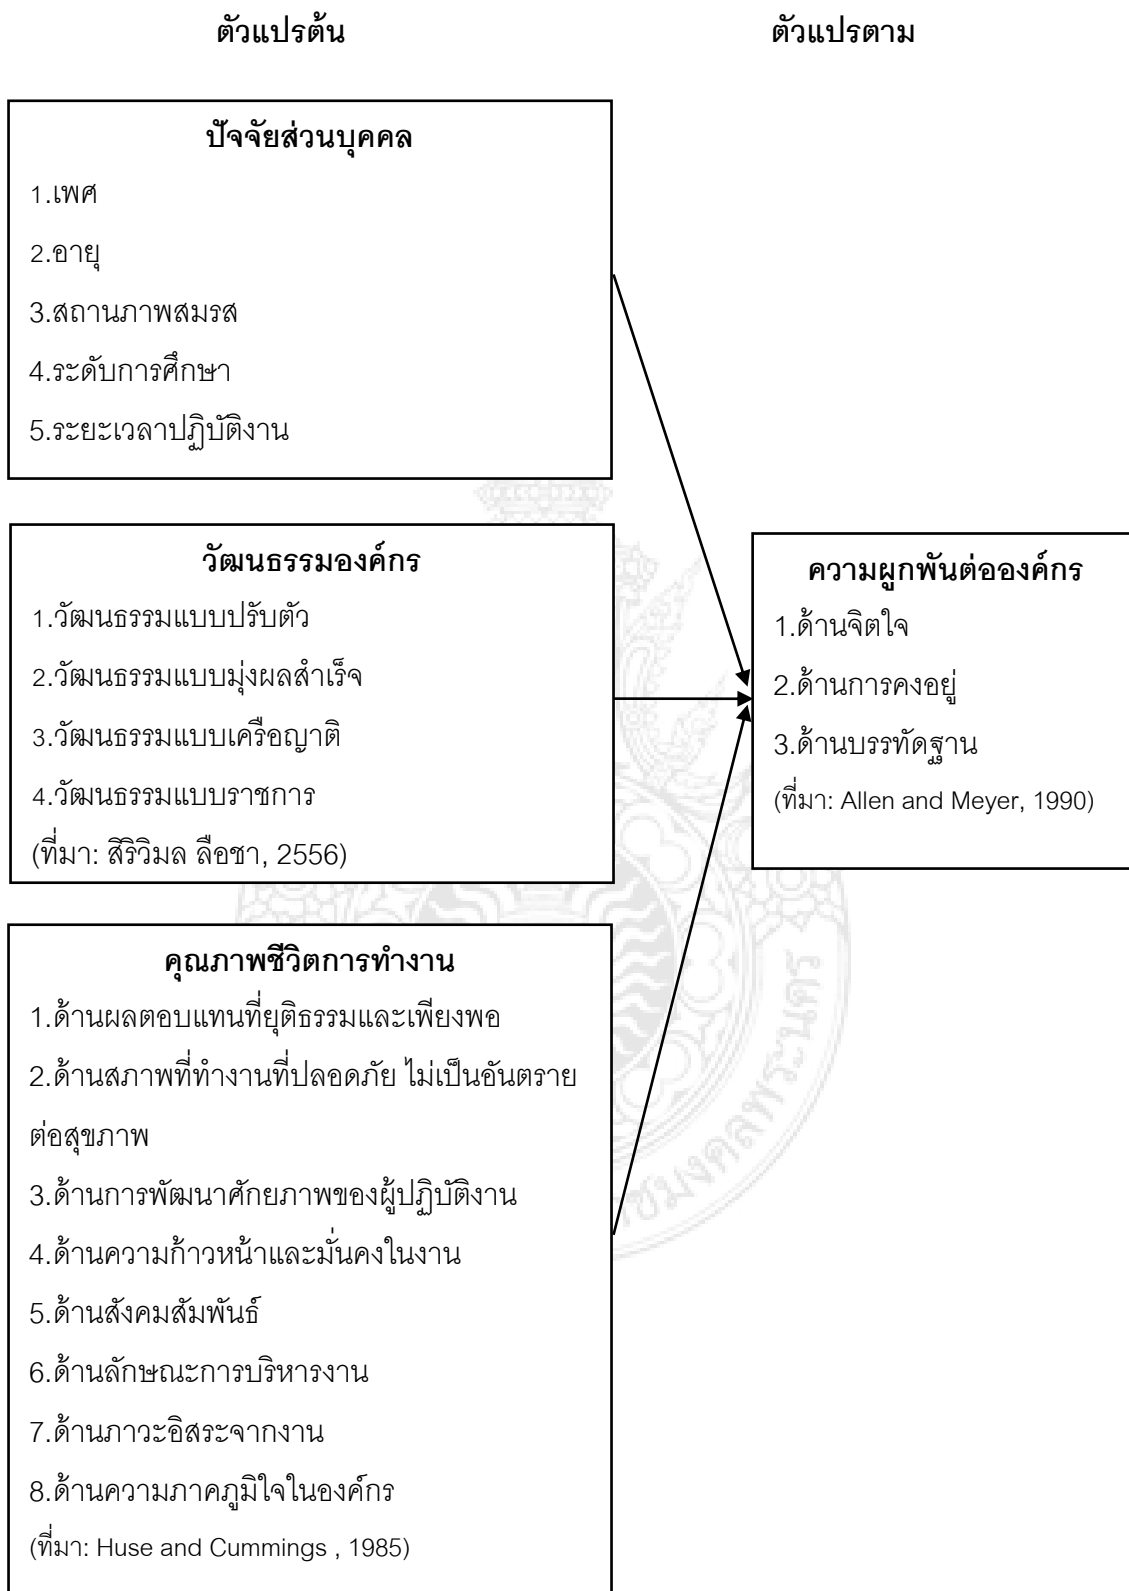 ตัวแปรต้น
ตัวแปรตาม
ปัจจัยส่วนบุคคล
1.เพศ
2.อายุ
3.สถานภาพสมรส
4.ระดับการศึกษา
5.ระยะเวลาปฏิบัติงาน
วัฒนธรรมองค์กร
1.วัฒนธรรมแบบปรับตัว
2.วัฒนธรรมแบบมุ่งผลสำเร็จ
3.วัฒนธรรมแบบเครือญาติ
4.วัฒนธรรมแบบราชการ
(ที่มา: สิริวิมล ลือชา, 2556)
ความผูกพันต่อองค์กร
1.ด้านจิตใจ
2.ด้านการคงอยู่
3.ด้านบรรทัดฐาน
(ที่มา: Allen and Meyer, 1990)
คุณภาพชีวิตการทำงาน
1.ด้านผลตอบแทนที่ยุติธรรมและเพียงพอ
2.ด้านสภาพที่ทำงานที่ปลอดภัย ไม่เป็นอันตราย
ต่อสุขภาพ
3.ด้านการพัฒนาศักยภาพของผู้ปฏิบัติงาน
4.ด้านความก้าวหน้าและมั่นคงในงาน
5.ด้านสังคมสัมพันธ์
6.ด้านลักษณะการบริหารงาน
7.ด้านภาวะอิสระจากงาน
8.ด้านความภาคภูมิใจในองค์กร
(ที่มา: Huse and Cummings , 1985)